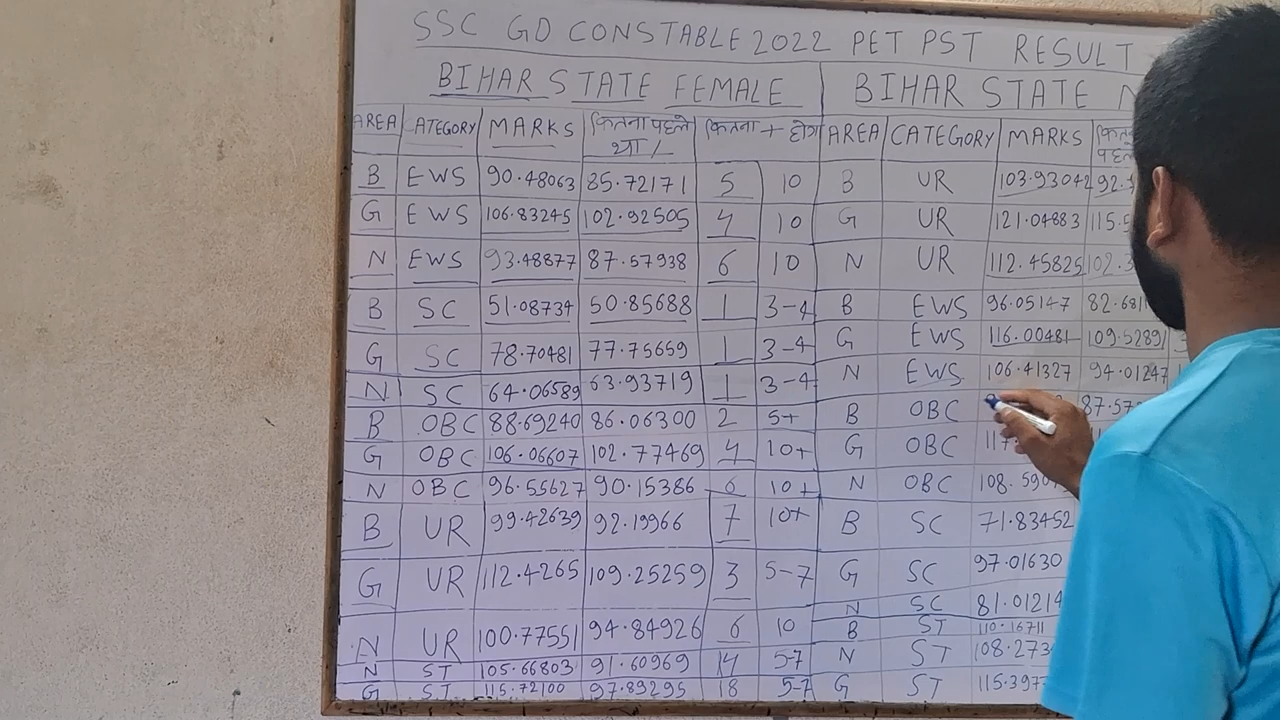 SSC GD CONSTABLE 2022 PET PST RESULT
BIHAR STATE FEMALE BIHAR STATE
AREA CATEGORY MARKS कितना पहले था / कितना + होगा AREA CATEGORY MARKS
B EWS 90.48063 85.72171 5 10 B UR 103.93042
G EWS 106.83245 102.92505 4 10 G UR 121.04883
N EWS 93.48877 87.57938 6 10 N UR 112.45825
B SC 51.08734 50.85688 1 3-4 B EWS 96.05147
G SC 78.70481 77.75659 1 3-4 G EWS 116.00481 109.52891
N SC 64.06589 63.93719 1 3-4 N EWS 106.41327 94.01247
B OBC 88.69240 86.06300 2 5+ B OBC
G OBC 106.06607 102.77469 4 10+ G OBC
N OBC 96.55627 90.15386 6 10+ N OBC
B UR 99.42639 92.19966 7 10+ B SC 71.83452
G UR 112.4265 109.25259 3 5-7 G SC 97.01630
N SC 81.01214
N UR 100.77551 94.84926 6 10 B ST 110.16711
N ST 105.66803 91.60969 14 5-7 N ST
G ST 115.72100 97.89295 18 5-7 G ST